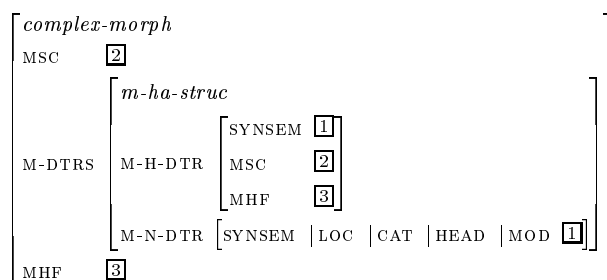 complex-morph
MSC 2
m-ha-struc
SYNSEM 1
M-DTRS M-H-DTR MSC 2
MHF 3
M-N-DTR [SYNSEM |LOC |CAT |HEAD |MOD 1]
MHF 3